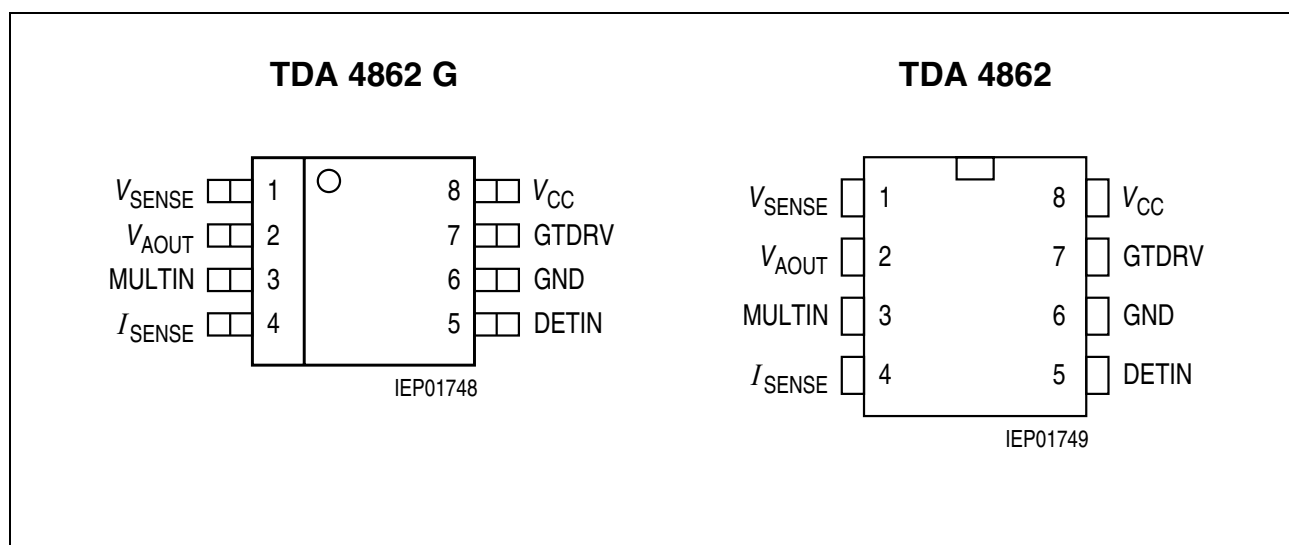 TDA 4862 G
VSENSE 1 8 VCC
VAOUT 2 7 GTDRV
MULTIN 3 6 GND
ISENSE 4 5 DETIN
IEP01748
TDA 4862
VSENSE 1 8 VCC
VAOUT 2 7 GTDRV
MULTIN 3 6 GND
ISENSE 4 5 DETIN
IEP01749